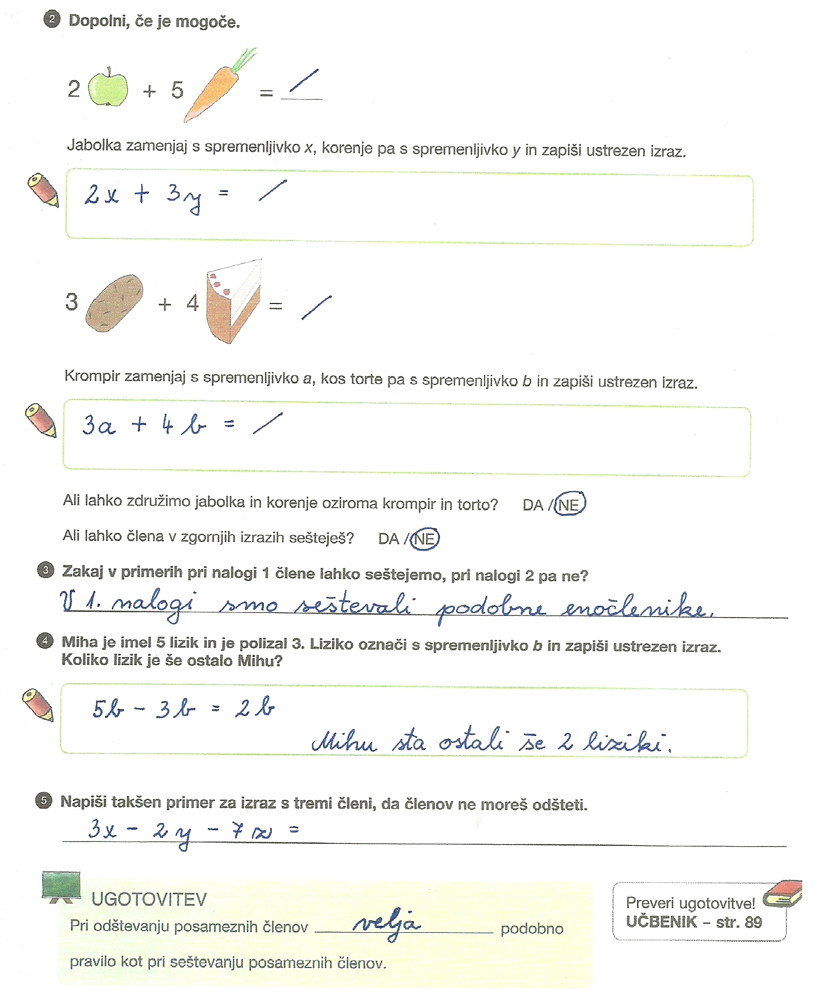 2 Dopolni, če je mogoče.
2 + 5 = /
Jabolka zamenjaj s spremenljivko x, korenje pa s spremenljivko y in zapiši ustrezen izraz.
2x + 3y = /
3 + 4 = /
Krompir zamenjaj s spremenljivko a, kos torte pa s spremenljivko b in zapiši ustrezen izraz.
3a + 4b = /
Ali lahko združimo jabolka in korenje oziroma krompir in torto? DA / NE
Ali lahko člena v zgornjih izrazih sešteješ? DA / NE
3 Zakaj v primerih pri nalogi 1 člene lahko seštejemo, pri nalogi 2 pa ne?
V 1. nalogi smo seštevali podobne enočlenike.
4 Miha je imel 5 lizik in je polizal 3. Liziko označi s spremenljivko b in zapiši ustrezen izraz.
Koliko lizik je še ostalo Mihu?
5b - 3b = 2b
Mihu sta ostali še 2 liziki.
5 Napiši takšen primer za izraz s tremi členi, da členov ne moreš odšteti.
3x - 2y - 7z =
UGOTOVITEV
Pri odštevanju posameznih členov velja podobno
pravilo kot pri seštevanju posameznih členov.
Preveri ugotovitve!
UČBENIK – str. 89